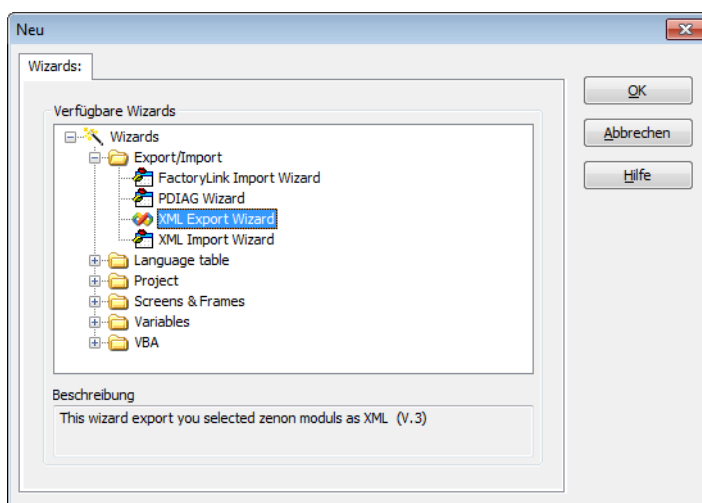 Neu
Wizards:
Verfügbare Wizards
Wizards
Export/Import
FactoryLink Import Wizard
PDIAG Wizard
XML Export Wizard
XML Import Wizard
Language table
Project
Screens & Frames
Variables
VBA
Beschreibung
This wizard export you selected zenon moduls as XML (V.3)
OK
Abbrechen
Hilfe